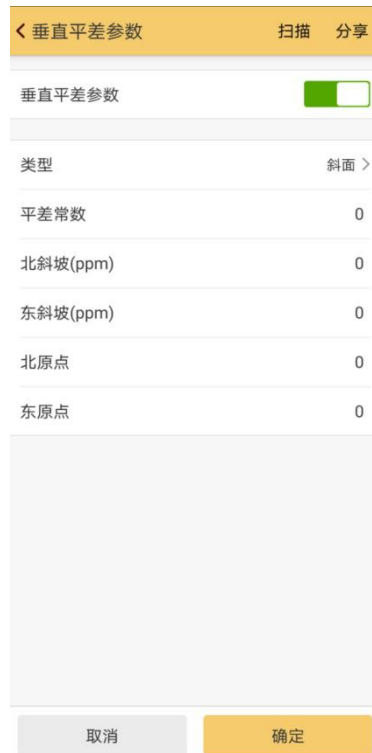 垂直平差参数 扫描 分享
垂直平差参数
类型 斜面
平差常数 0
北斜坡(ppm) 0
东斜坡(ppm) 0
北原点 0
东原点 0
取消 确定